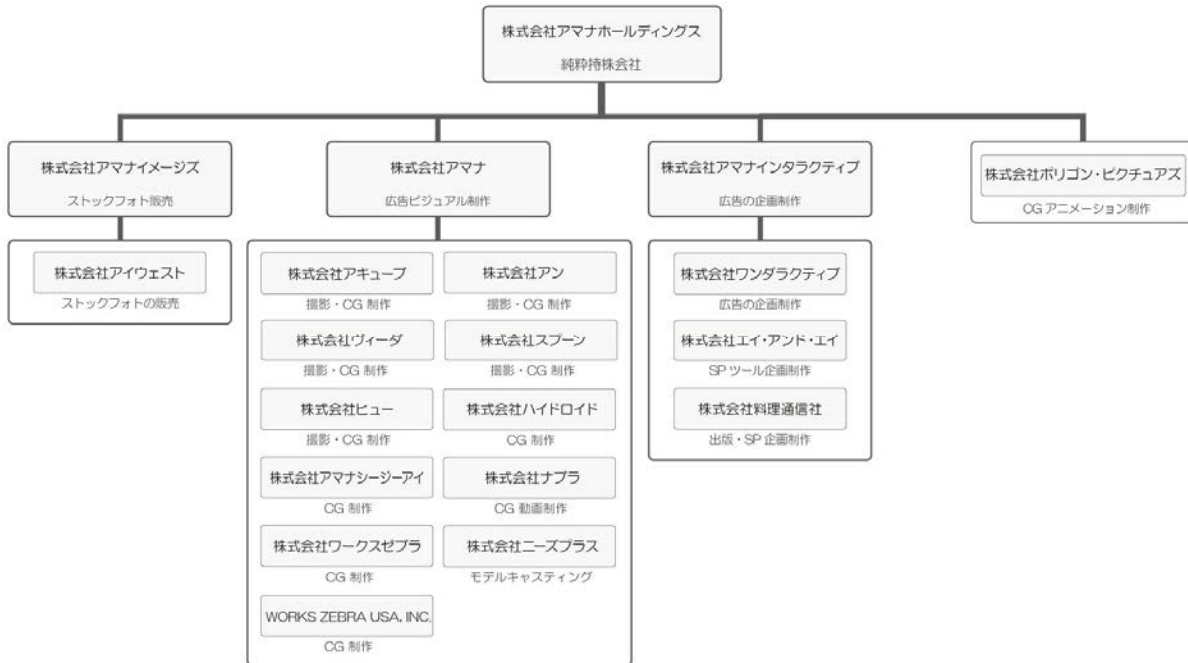 株式会社アマナホールディングス
純粋持株会社
株式会社アマナイメージズ
ストックフォト販売
株式会社アマナ
広告ビジュアル制作
株式会社アマナインタラクティブ
広告の企画制作
株式会社ポリゴン・ピクチュアズ
CGアニメーション制作
株式会社アイウェスト
ストックフォトの販売
株式会社アキューブ
撮影・CG 制作
株式会社アン
撮影・CG 制作
株式会社ヴィーダ
撮影・CG 制作
株式会社スプーン
撮影・CG 制作
株式会社ヒュー
撮影・CG 制作
株式会社ハイドロイド
CG 制作
株式会社アマナシージーアイ
CG 制作
株式会社ナブラ
CG 動画制作
株式会社ワークスゼブラ
CG 制作
株式会社ニーズプラス
モデルキャスティング
WORKS ZEBRA USA, INC.
CG 制作
株式会社ワンダラクティブ
広告の企画制作
株式会社エイ・アンド・エイ
SP ツール企画制作
株式会社料理通信社
出版・SP 企画制作